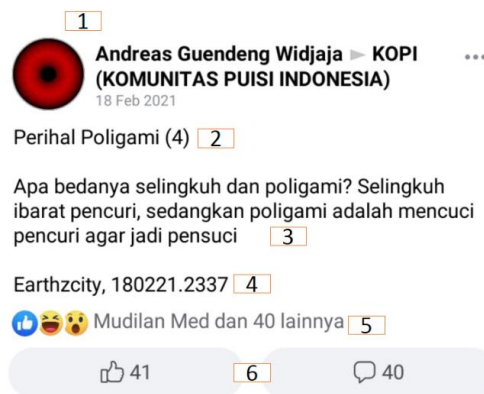 1
Andreas Guendeng Widjaja ► KOPI
(KOMUNITAS PUISI INDONESIA)
18 Feb 2021
Perihal Poligami (4) 2
Apa bedanya selingkuh dan poligami? Selingkuh
ibarat pencuri, sedangkan poligami adalah mencuci
pencuri agar jadi pensuci 3
Earthzcity, 180221.2337 4
Mudilan Med dan 40 lainnya 5
41 6 40